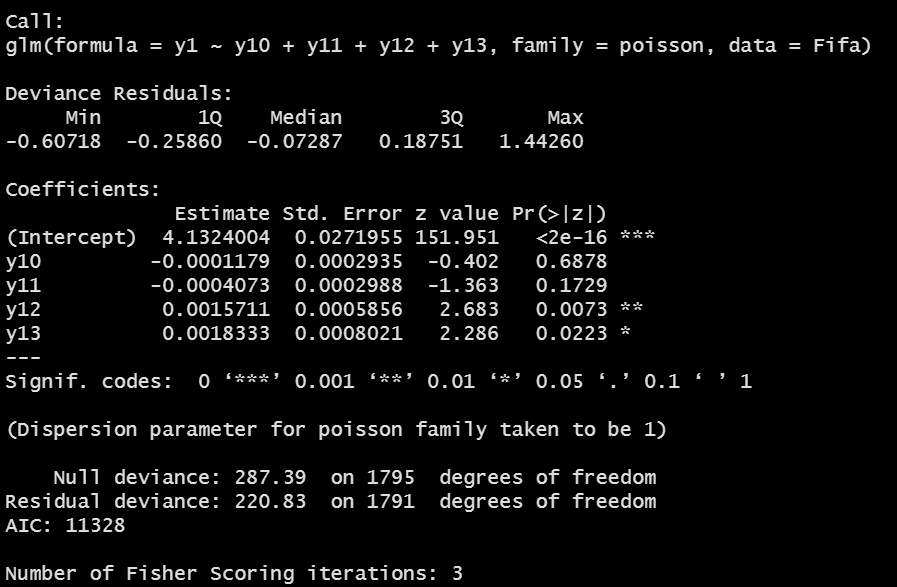 Call:
glm(formula = y1 ~ y10 + y11 + y12 + y13, family = poisson, data = Fifa)
Deviance Residuals:
Min 1Q Median 3Q Max
-0.60718 -0.25860 -0.07287 0.18751 1.44260
Coefficients:
Estimate Std. Error z value Pr(>|z|)
(Intercept) 4.1324004 0.0271955 151.951 <2e-16 ***
y10 -0.0001179 0.0002935 -0.402 0.6878
y11 -0.0004073 0.0002988 -1.363 0.1729
y12 0.0015711 0.0005856 2.683 0.0073 **
y13 0.0018333 0.0008021 2.286 0.0223 *
---
Signif. codes: 0 ‘***’ 0.001 ‘**’ 0.01 ‘*’ 0.05 ‘.’ 0.1 ‘ ’ 1
(Dispersion parameter for poisson family taken to be 1)
Null deviance: 287.39 on 1795 degrees of freedom
Residual deviance: 220.83 on 1791 degrees of freedom
AIC: 11328
Number of Fisher Scoring iterations: 3